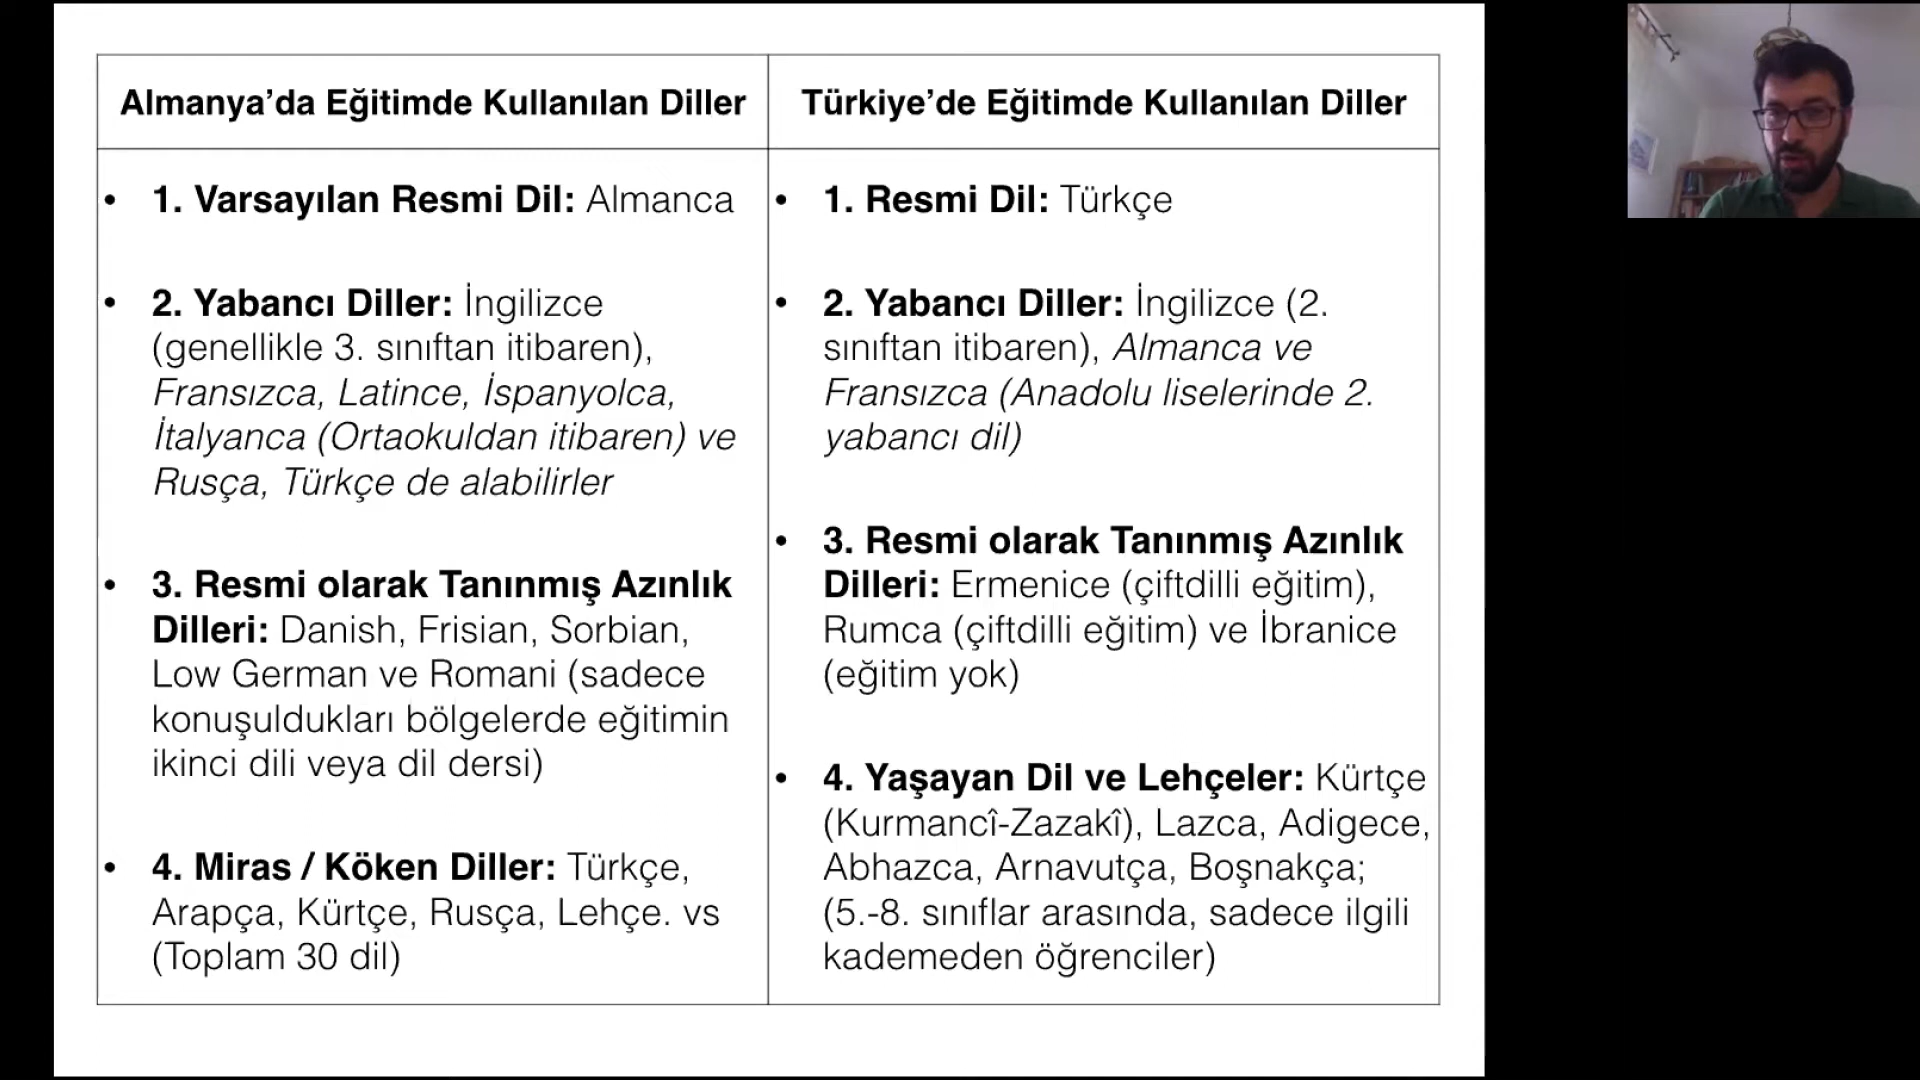 Almanya’da Eğitimde Kullanılan Diller
• 1. Varsayılan Resmi Dil: Almanca
• 2. Yabancı Diller: İngilizce
(genellikle 3. sınıftan itibaren),
Fransızca, Latince, İspanyolca,
İtalyanca (Ortaokuldan itibaren) ve
Rusça, Türkçe de alabilirler
• 3. Resmi olarak Tanınmış Azınlık
Dilleri: Danish, Frisian, Sorbian,
Low German ve Romani (sadece
konuşuldukları bölgelerde eğitimin
ikinci dili veya dil dersi)
• 4. Miras / Köken Diller: Türkçe,
Arapça, Kürtçe, Rusça, Lehçe. vs
(Toplam 30 dil)
Türkiye’de Eğitimde Kullanılan Diller
• 1. Resmi Dil: Türkçe
• 2. Yabancı Diller: İngilizce (2.
sınıftan itibaren), Almanca ve
Fransızca (Anadolu liselerinde 2.
yabancı dil)
• 3. Resmi olarak Tanınmış Azınlık
Dilleri: Ermenice (çiftdilli eğitim),
Rumca (çiftdilli eğitim) ve İbranice
(eğitim yok)
• 4. Yaşayan Dil ve Lehçeler: Kürtçe
(Kurmancî-Zazakî), Lazca, Adigece,
Abhazca, Arnavutça, Boşnakça;
(5.-8. sınıflar arasında, sadece ilgili
kademeden öğrenciler)